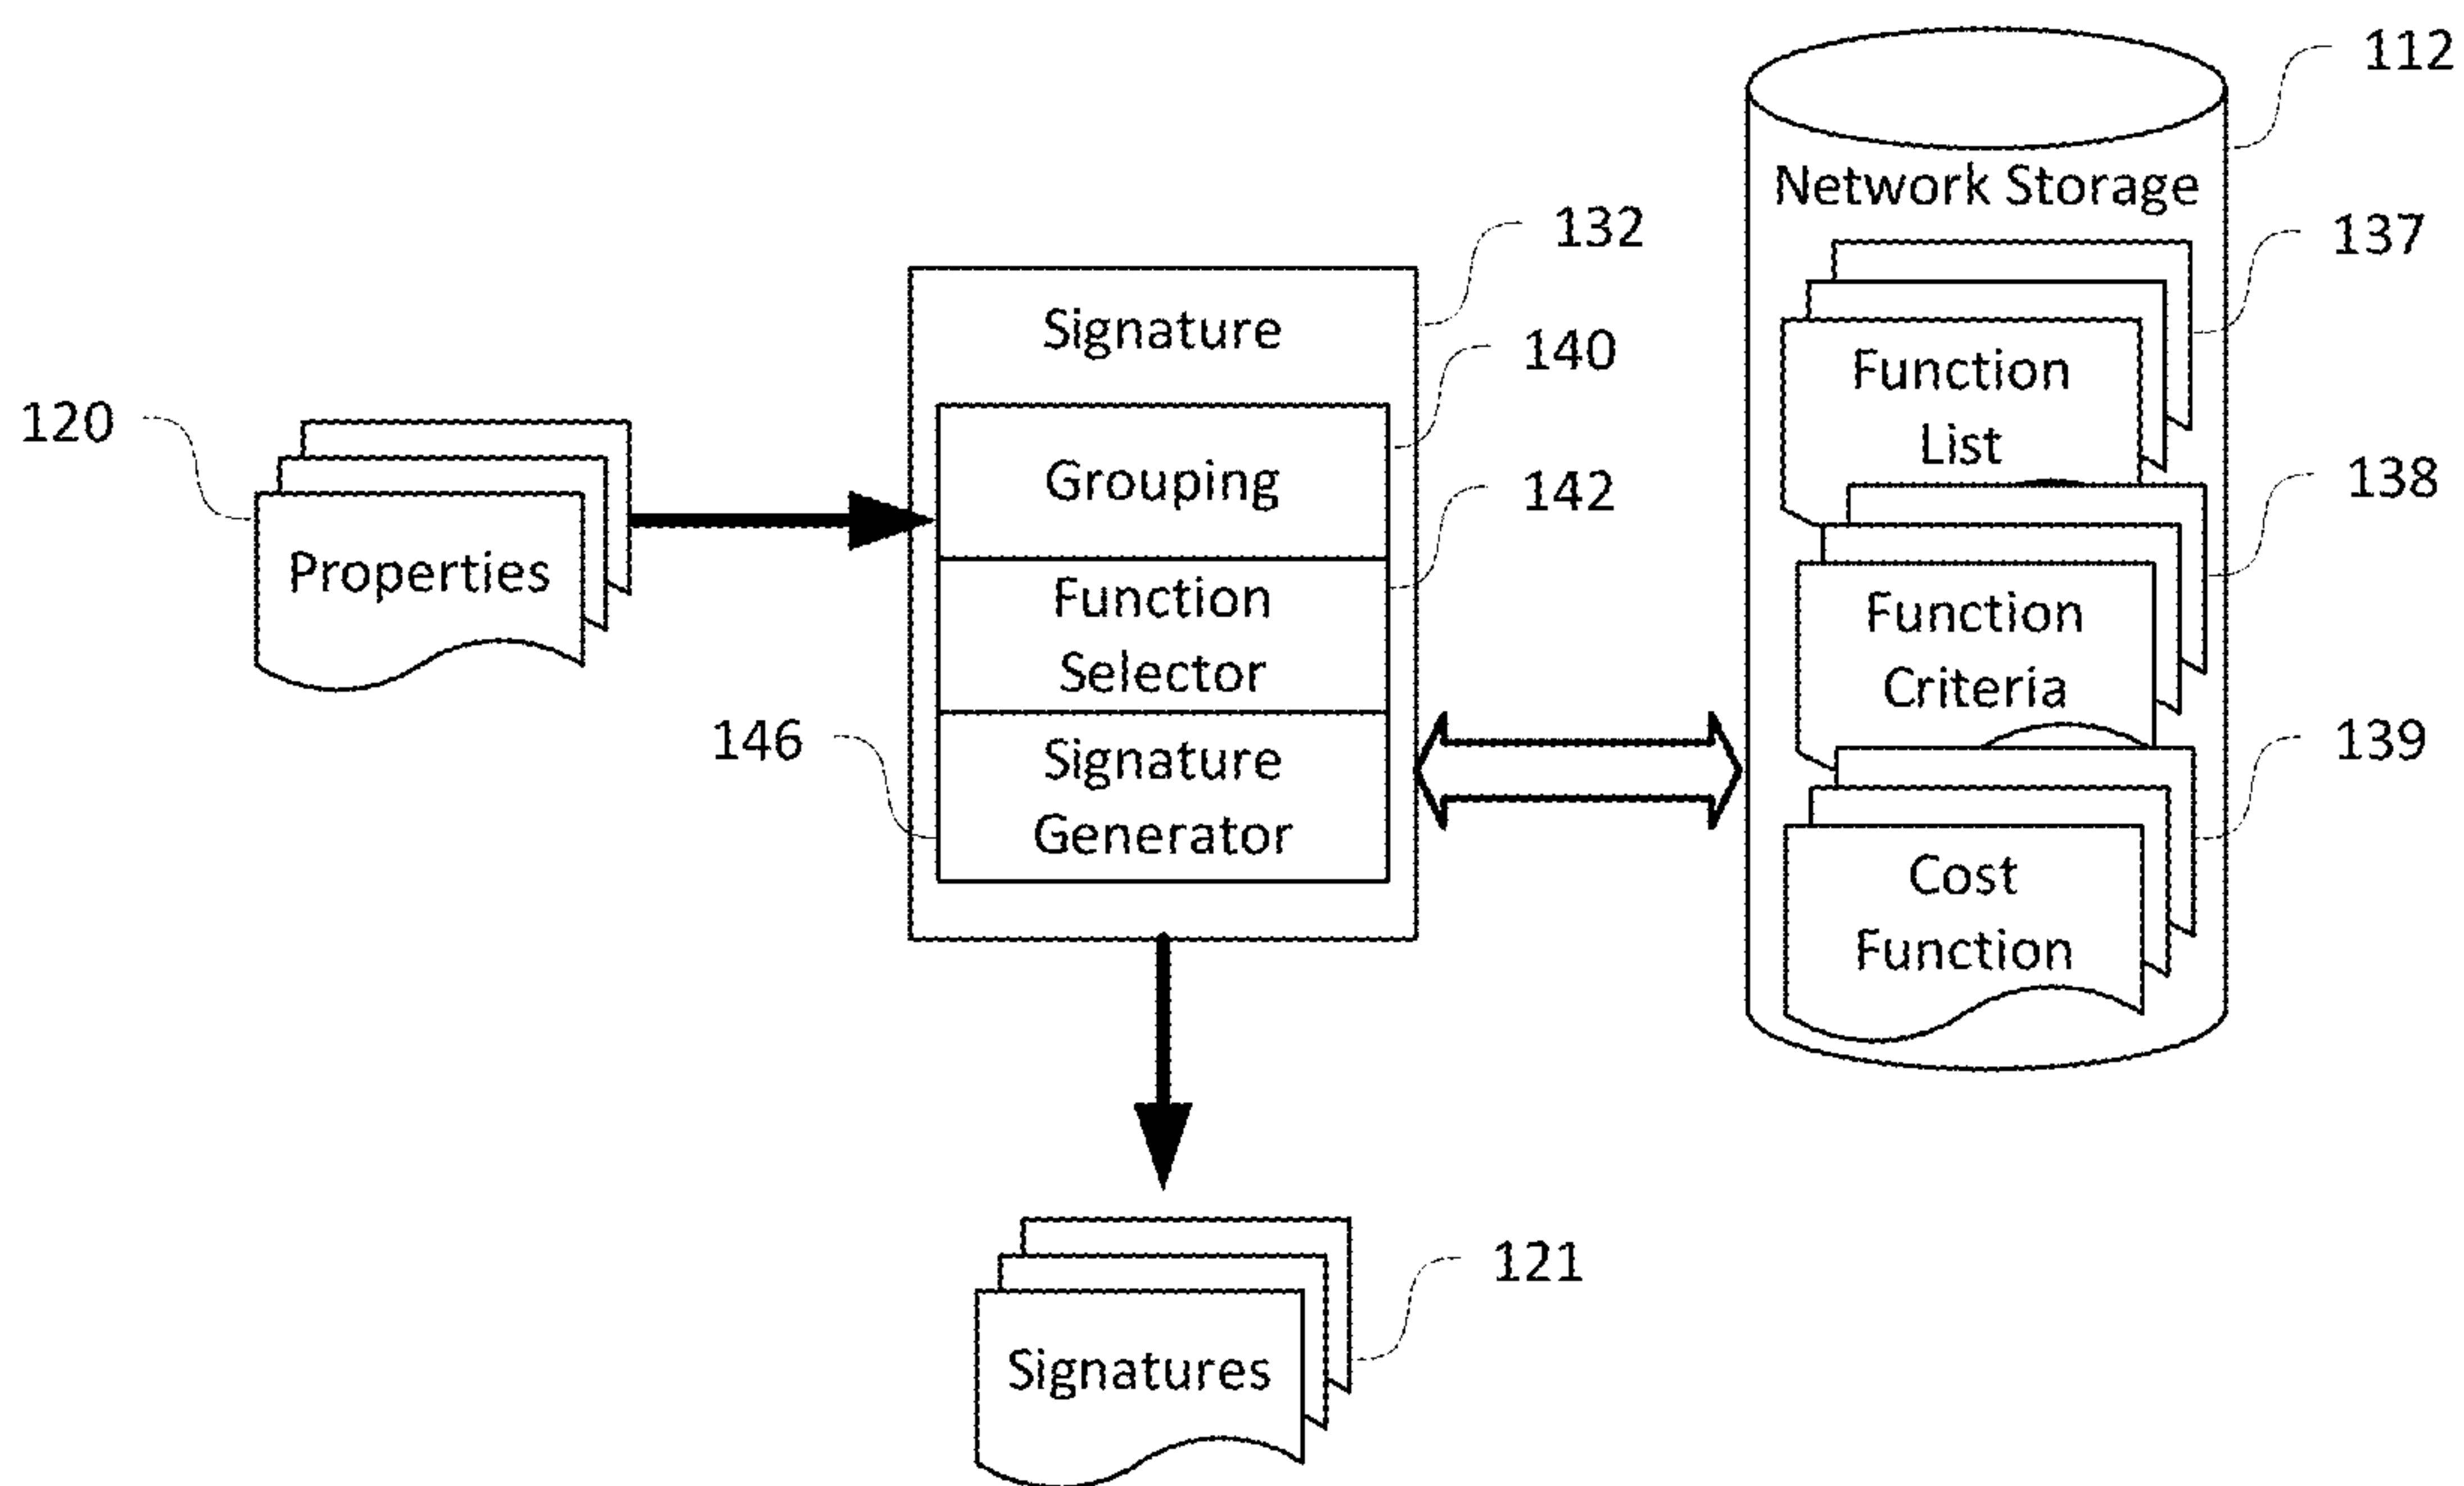 112
Network Storage
137
132
Signature
140
Function
List
120
Grouping
142
138
Properties
Function
Selector
Function
Criteria
146
Signature
Generator
139
Cost
Function
121
Signatures